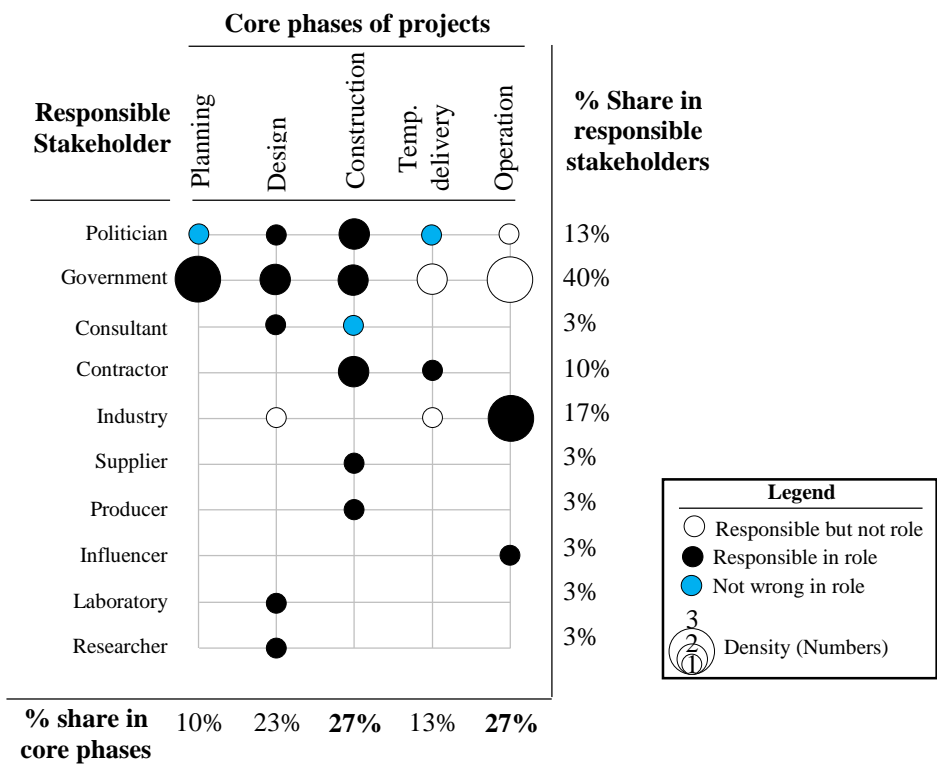 Core phases of projects
Responsible
Stakeholder
Planning
Design
Construction
Temp.
delivery
Operation
% Share in
responsible
stakeholders
Politician
13%
Government
40%
Consultant
3%
Contractor
10%
Industry
17%
Supplier
3%
Producer
3%
Influencer
3%
Laboratory
3%
Researcher
3%
Legend
Responsible but not role
Responsible in role
Not wrong in role
3
2
1
Density (Numbers)
% share in
core phases
10% 23% 27% 13% 27%